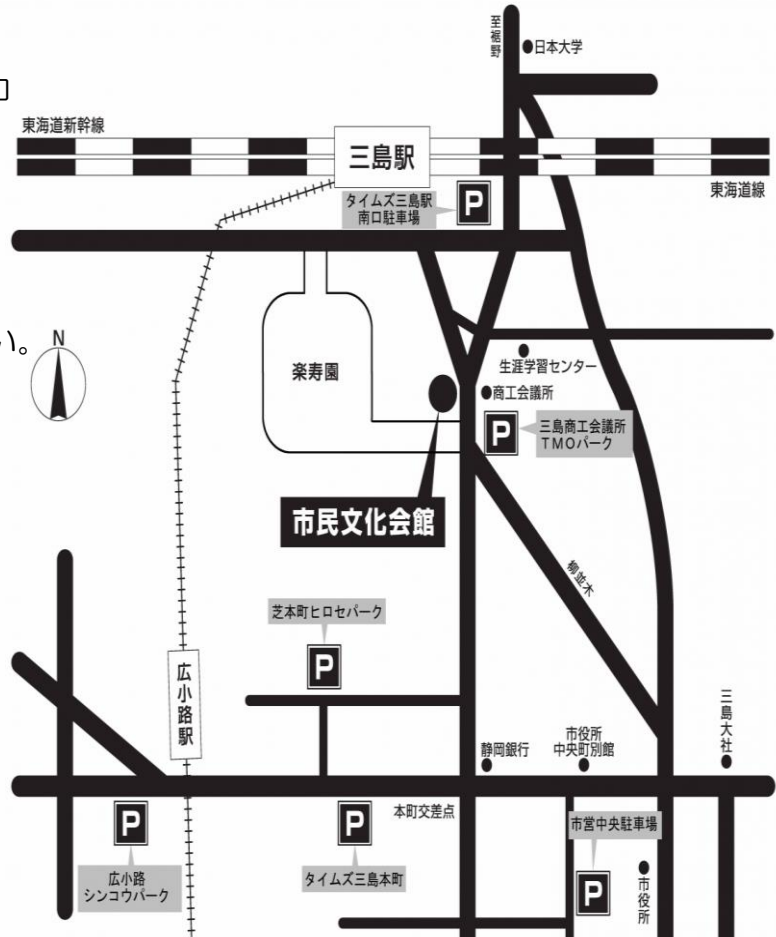 至裾野
日本大学
口
東海道新幹線
三島駅
東海道線
タイムズ三島駅
南口駐車場
P
い。
N
楽寿園
生涯学習センター
商工会議所
P
三島商工会議所
TMOパーク
市民文化会館
柳並木
芝本町ヒロセパーク
P
広小路駅
三島大社
静岡銀行
市役所
中央町別館
本町交差点
P
広小路
シンコウパーク
P
タイムズ三島本町
市営中央駐車場
P
市役所